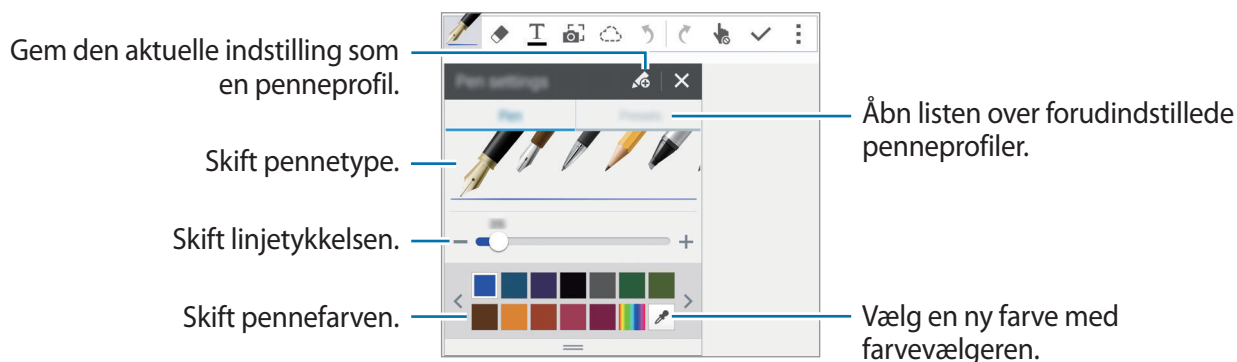 Gem den aktuelle indstilling som
en penneprofil.
T
Pen settings
Pen
Presets
Åbn listen over forudindstillede
penneprofiler.
Skift pennetype.
Skift linjetykkelsen.
Skift pennefarven.
Vælg en ny farve med
farvevælgeren.